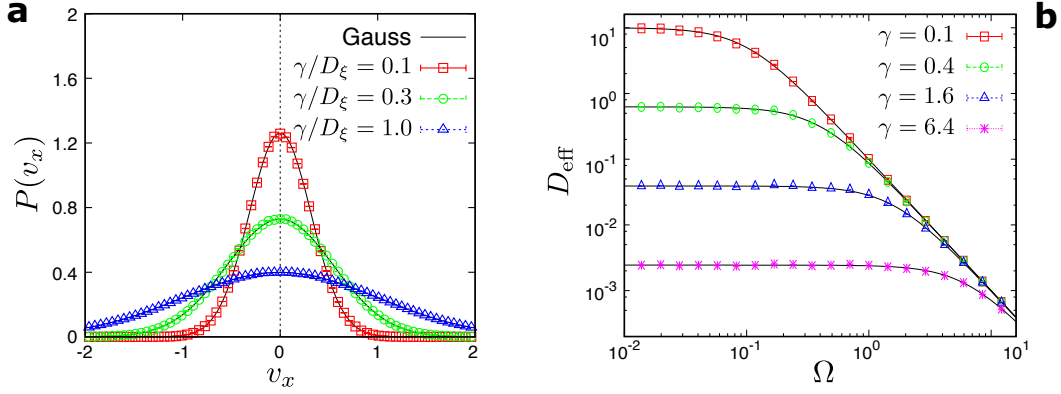 a
2
1.6
1.2
0.8
0.4
0
P(v_x)
Gauss
γ/D_ξ = 0.1
γ/D_ξ = 0.3
γ/D_ξ = 1.0
-2 -1 0 1 2
v_x
b
10^1
10^0
10^-1
10^-2
10^-3
D_eff
γ = 0.1
γ = 0.4
γ = 1.6
γ = 6.4
10^-2 10^-1 10^0 10^1
Ω